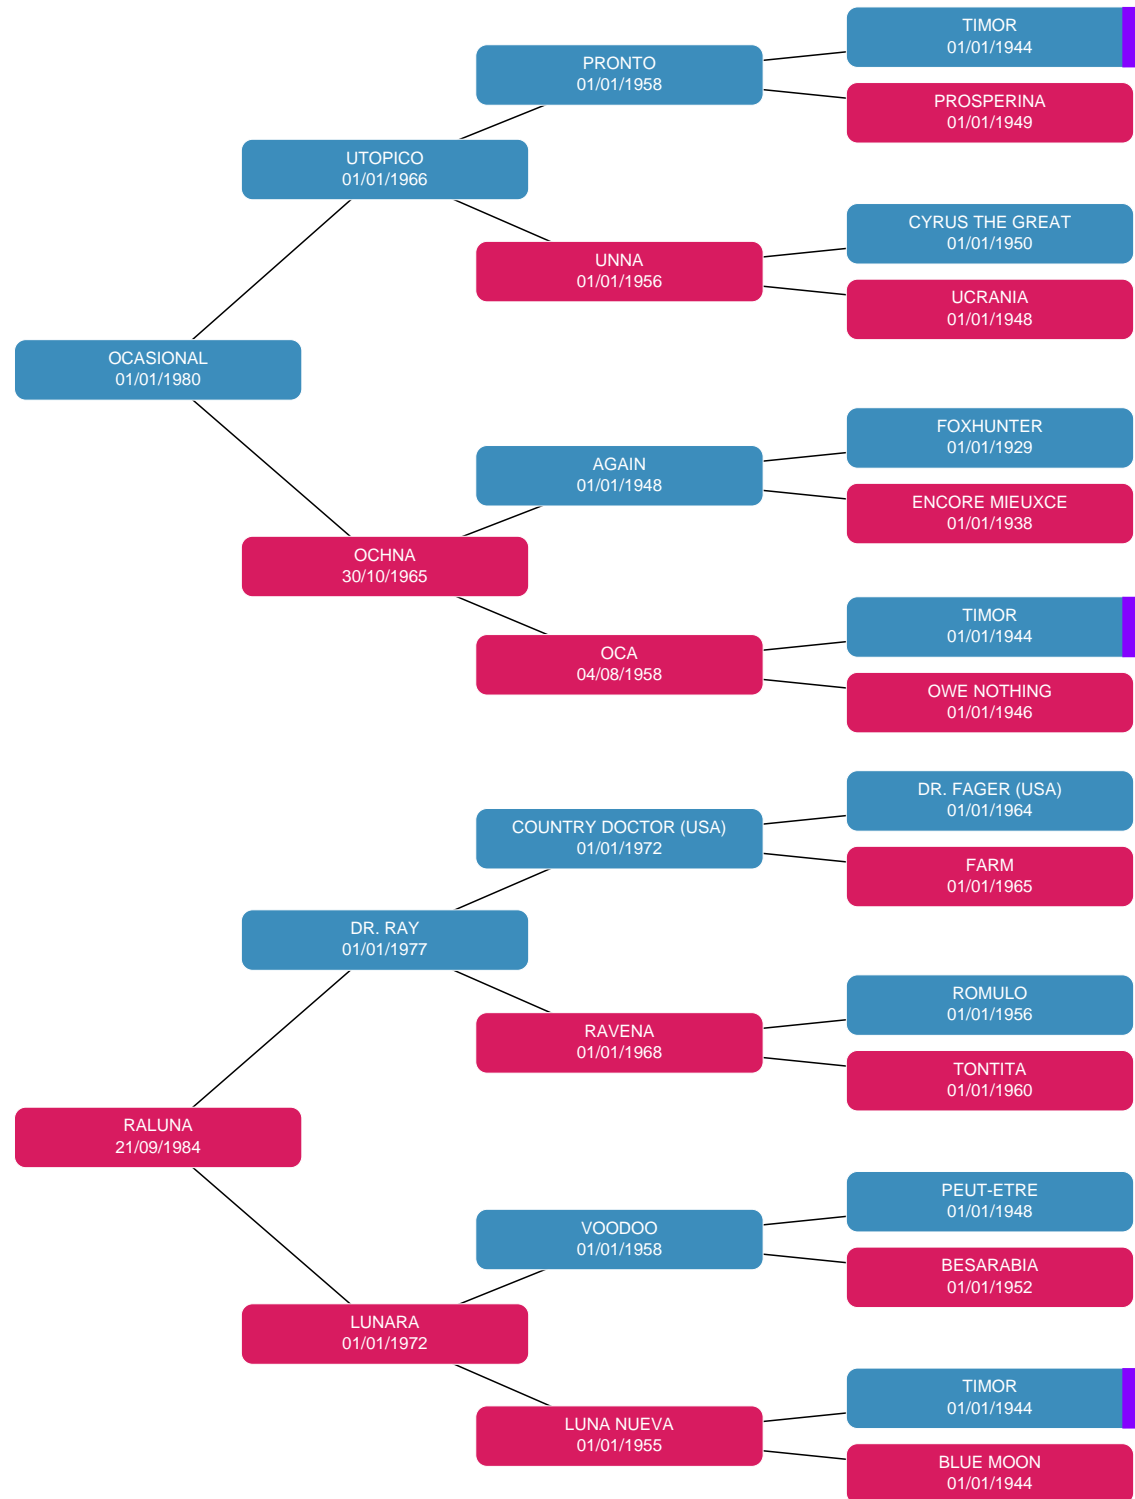 TIMOR
01/01/1944
PRONTO
01/01/1958
PROSPERINA
01/01/1949
UTOPICO
01/01/1966
CYRUS THE GREAT
01/01/1950
UNNA
01/01/1956
UCRANIA
01/01/1948
OCASIONAL
01/01/1980
FOXHUNTER
01/01/1929
AGAIN
01/01/1948
ENCORE MIEUXCE
01/01/1938
OCHNA
30/10/1965
TIMOR
01/01/1944
OCA
04/08/1958
OWE NOTHING
01/01/1946
DR. FAGER (USA)
01/01/1964
COUNTRY DOCTOR (USA)
01/01/1972
FARM
01/01/1965
DR. RAY
01/01/1977
ROMULO
01/01/1956
RAVENA
01/01/1968
TONTITA
01/01/1960
RALUNA
21/09/1984
PEUT-ETRE
01/01/1948
VOODOO
01/01/1958
BESARABIA
01/01/1952
LUNARA
01/01/1972
TIMOR
01/01/1944
LUNA NUEVA
01/01/1955
BLUE MOON
01/01/1944